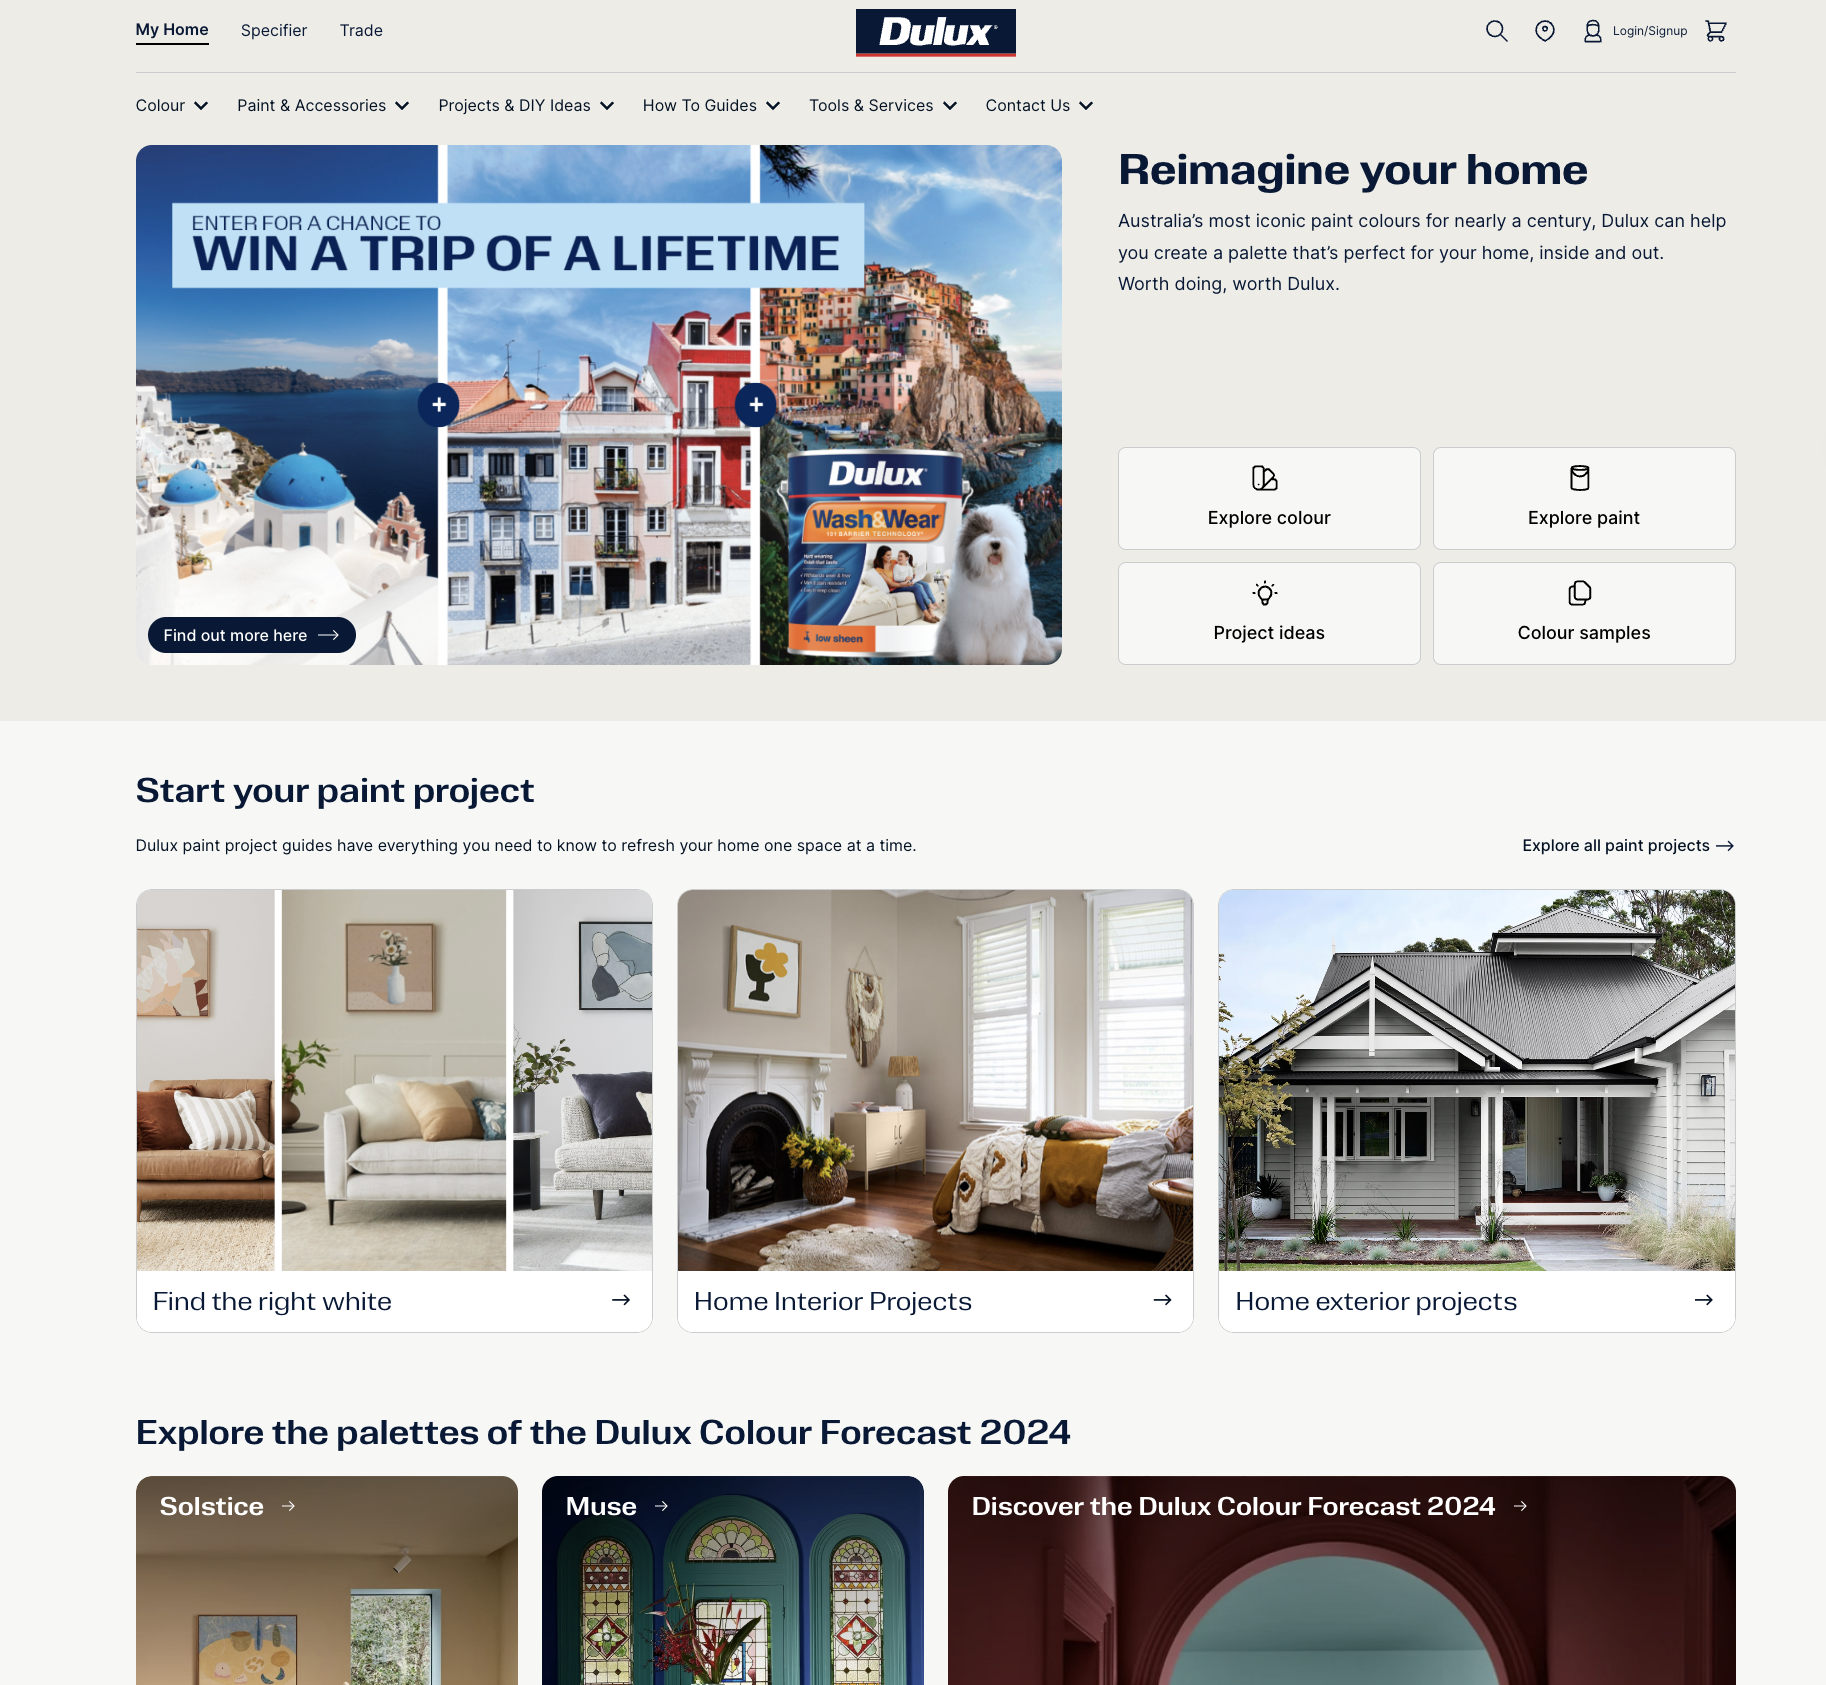 My Home
Specifier
Trade
Dulux
Login/Signup
Colour
Paint & Accessories
Projects & DIY Ideas
How To Guides
Tools & Services
Contact Us
ENTER FOR A CHANCE TO
WIN A TRIP OF A LIFETIME
Dulux
Wash&Wear
101 BARRIER TECHNOLOGY
low sheen
Find out more here
Reimagine your home
Australia's most iconic paint colours for nearly a century, Dulux can help
you create a palette that's perfect for your home, inside and out.
Worth doing, worth Dulux.
Explore colour
Explore paint
Project ideas
Colour samples
Start your paint project
Dulux paint project guides have everything you need to know to refresh your home one space at a time.
Explore all paint projects
Find the right white
Home Interior Projects
Home exterior projects
Explore the palettes of the Dulux Colour Forecast 2024
Solstice
Muse
Discover the Dulux Colour Forecast 2024